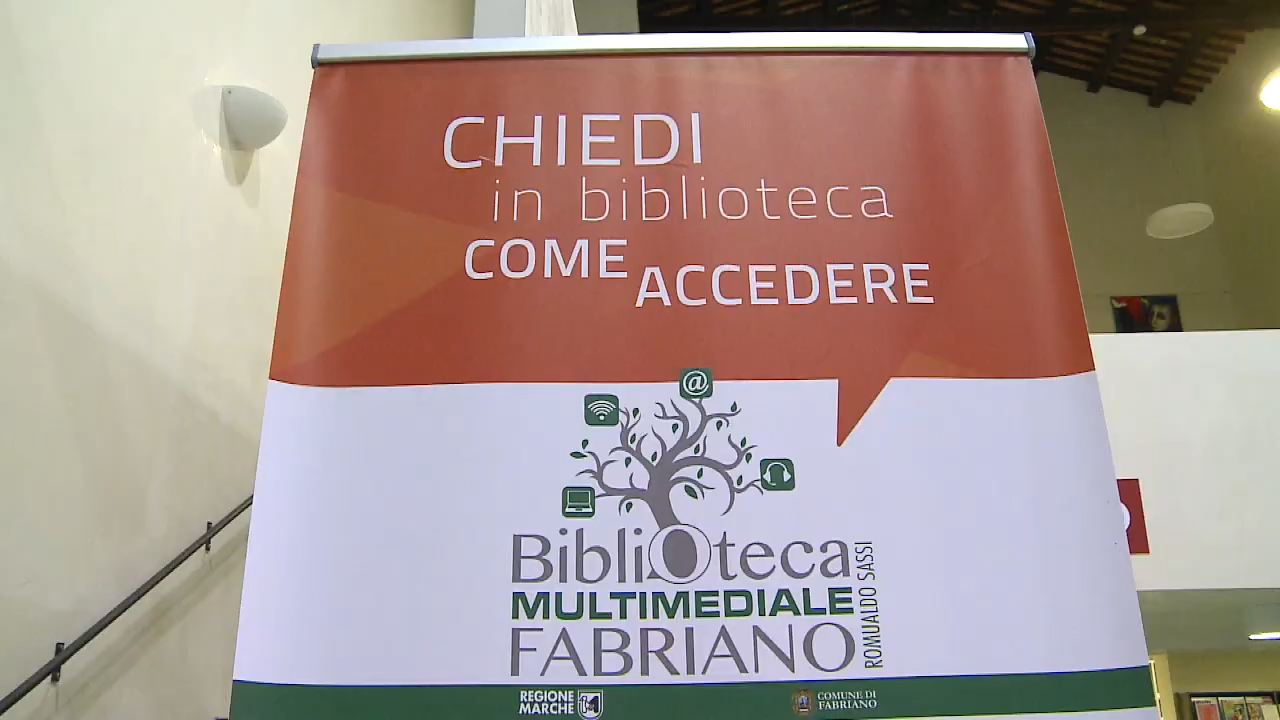 CHIEDI
in biblioteca
COME ACCEDERE
@
BibliOteca
MULTIMEDIALE
FABRIANO
ROMUALDO SASSI
REGIONE
MARCHE
COMUNE DI
FABRIANO